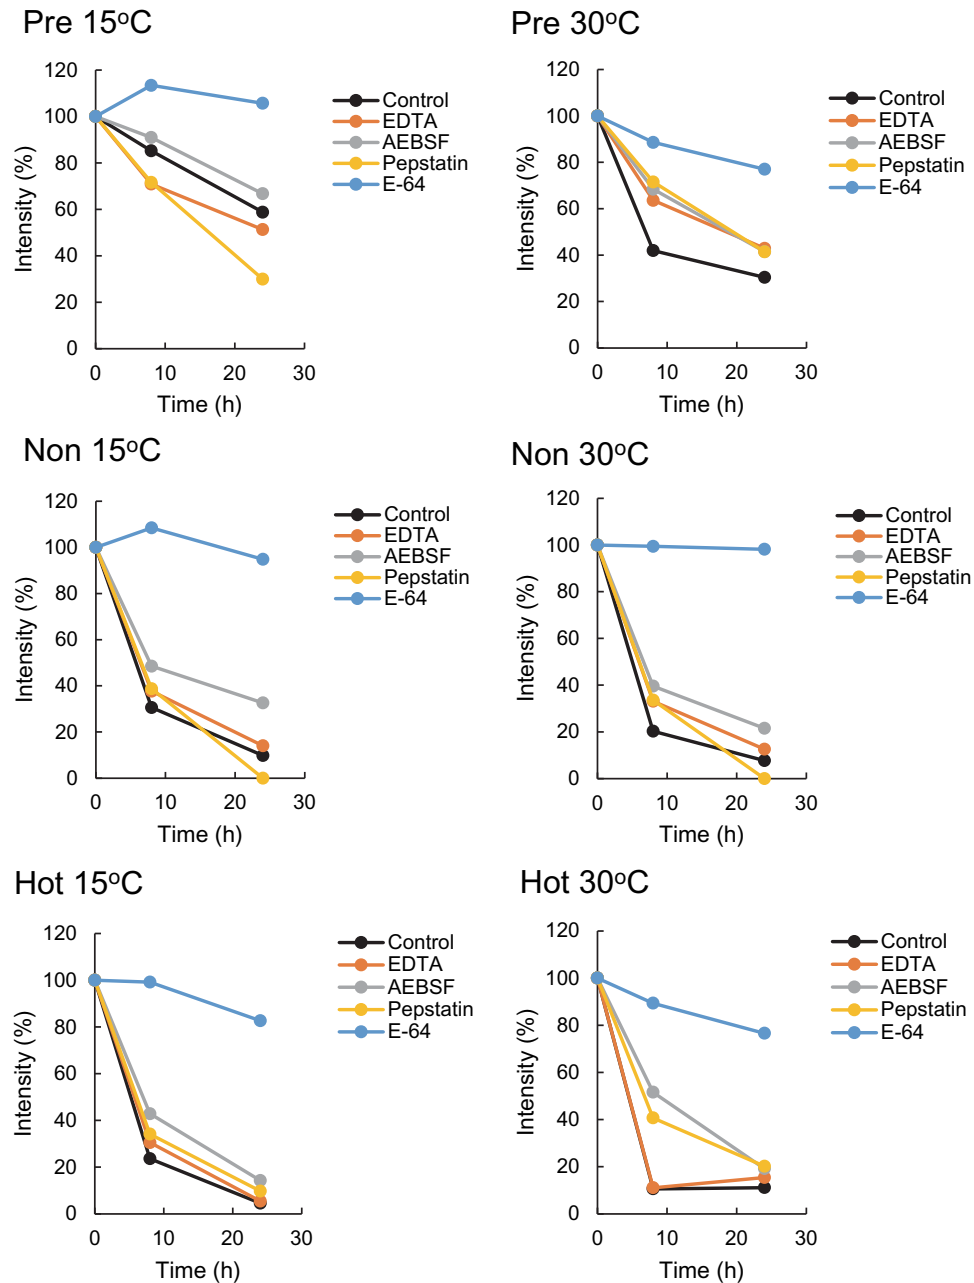 Pre 15°C
120
100
80
60
40
20
0
Intensity (%)
0 10 20 30
Time (h)
Control
EDTA
AEBSF
Pepstatin
E-64
Pre 30°C
120
100
80
60
40
20
0
Intensity (%)
0 10 20 30
Time (h)
Control
EDTA
AEBSF
Pepstatin
E-64
Non 15°C
120
100
80
60
40
20
0
Intensity (%)
0 10 20 30
Time (h)
Control
EDTA
AEBSF
Pepstatin
E-64
Non 30°C
120
100
80
60
40
20
0
Intensity (%)
0 10 20 30
Time (h)
Control
EDTA
AEBSF
Pepstatin
E-64
Hot 15°C
120
100
80
60
40
20
0
Intensity (%)
0 10 20 30
Time (h)
Control
EDTA
AEBSF
Pepstatin
E-64
Hot 30°C
120
100
80
60
40
20
0
Intensity (%)
0 10 20 30
Time (h)
Control
EDTA
AEBSF
Pepstatin
E-64